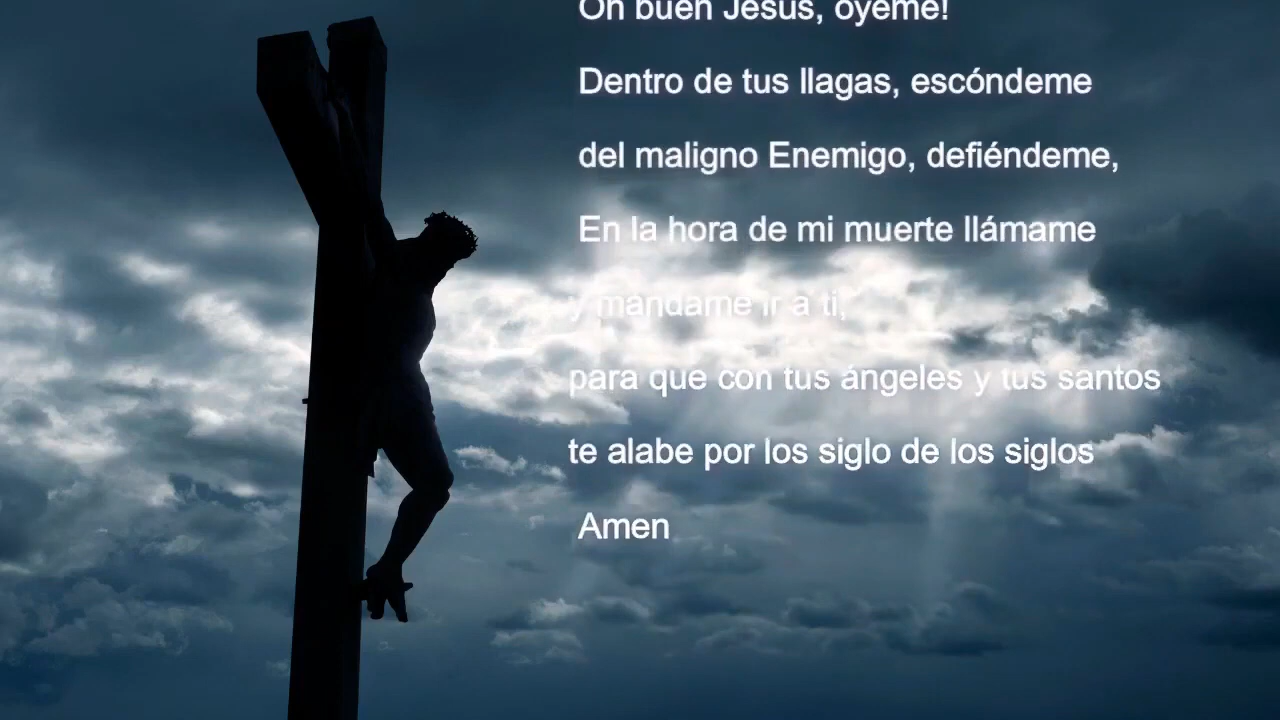 Oh buen Jesús, óyeme!
Dentro de tus llagas, escóndeme
del maligno Enemigo, defiéndeme,
En la hora de mi muerte llámame
y mándame ir a ti,
para que con tus ángeles y tus santos
te alabe por los siglo de los siglos
Amen